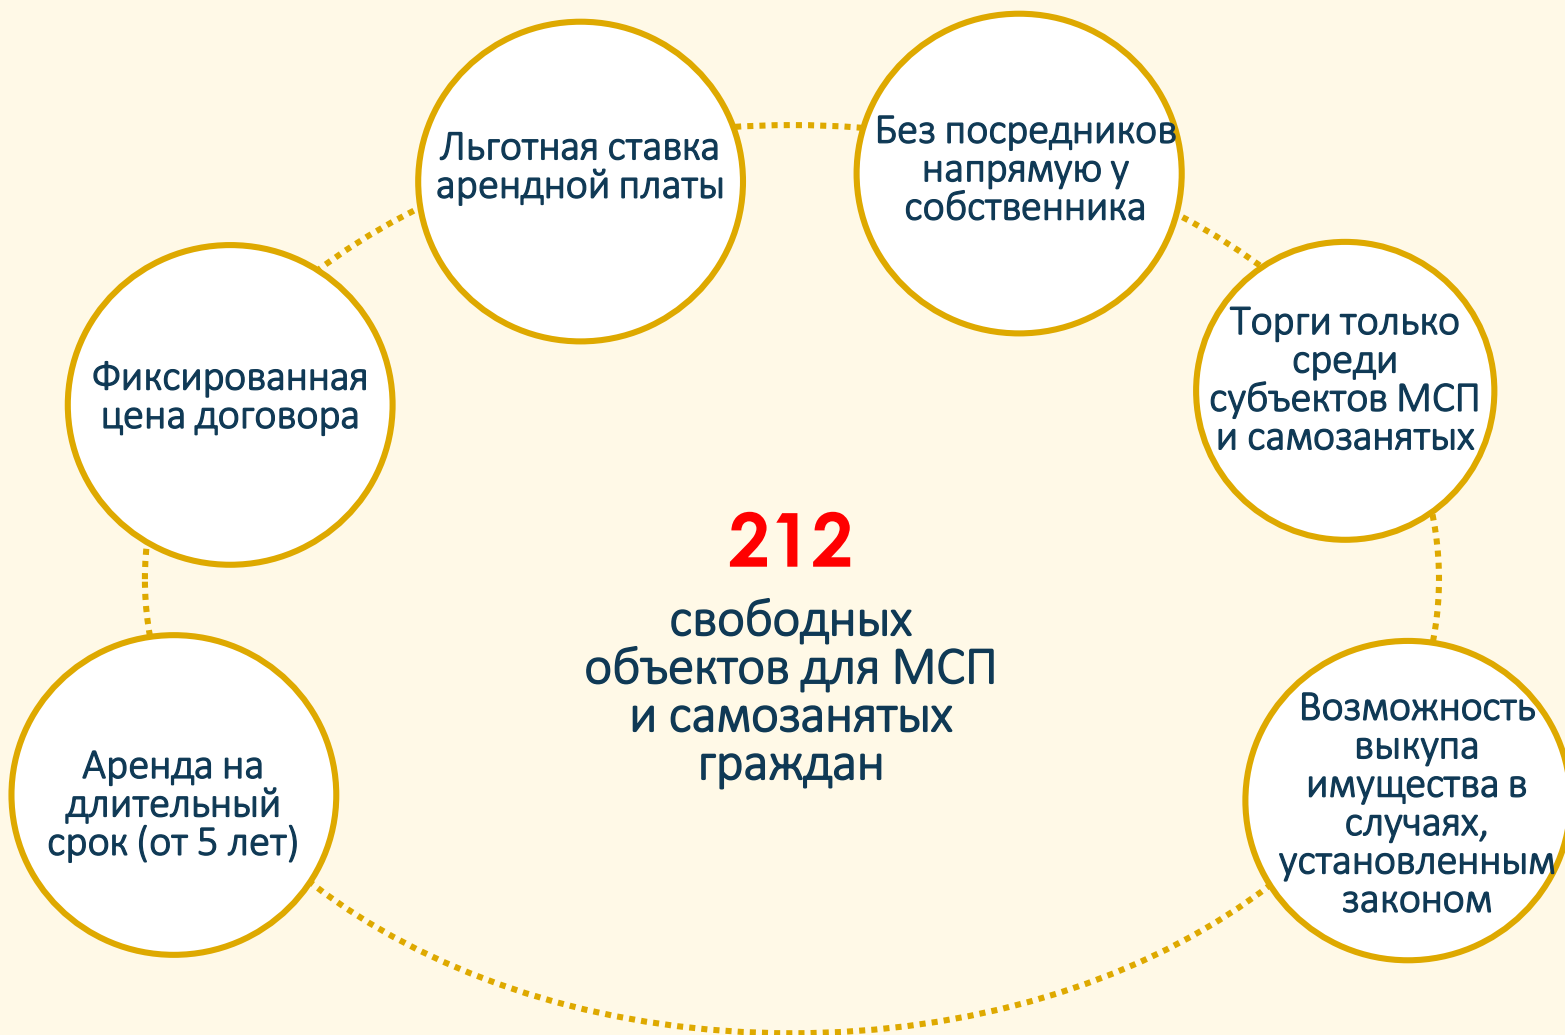 Льготная ставка
арендной платы
Без посредников
напрямую у
собственника
Фиксированная
цена договора
Торги только
среди
субъектов МСП
и самозанятых
212
свободных
объектов для МСП
и самозанятых
граждан
Аренда на
длительный
срок (от 5 лет)
Возможность
выкупа
имущества в
случаях,
установленным
законом